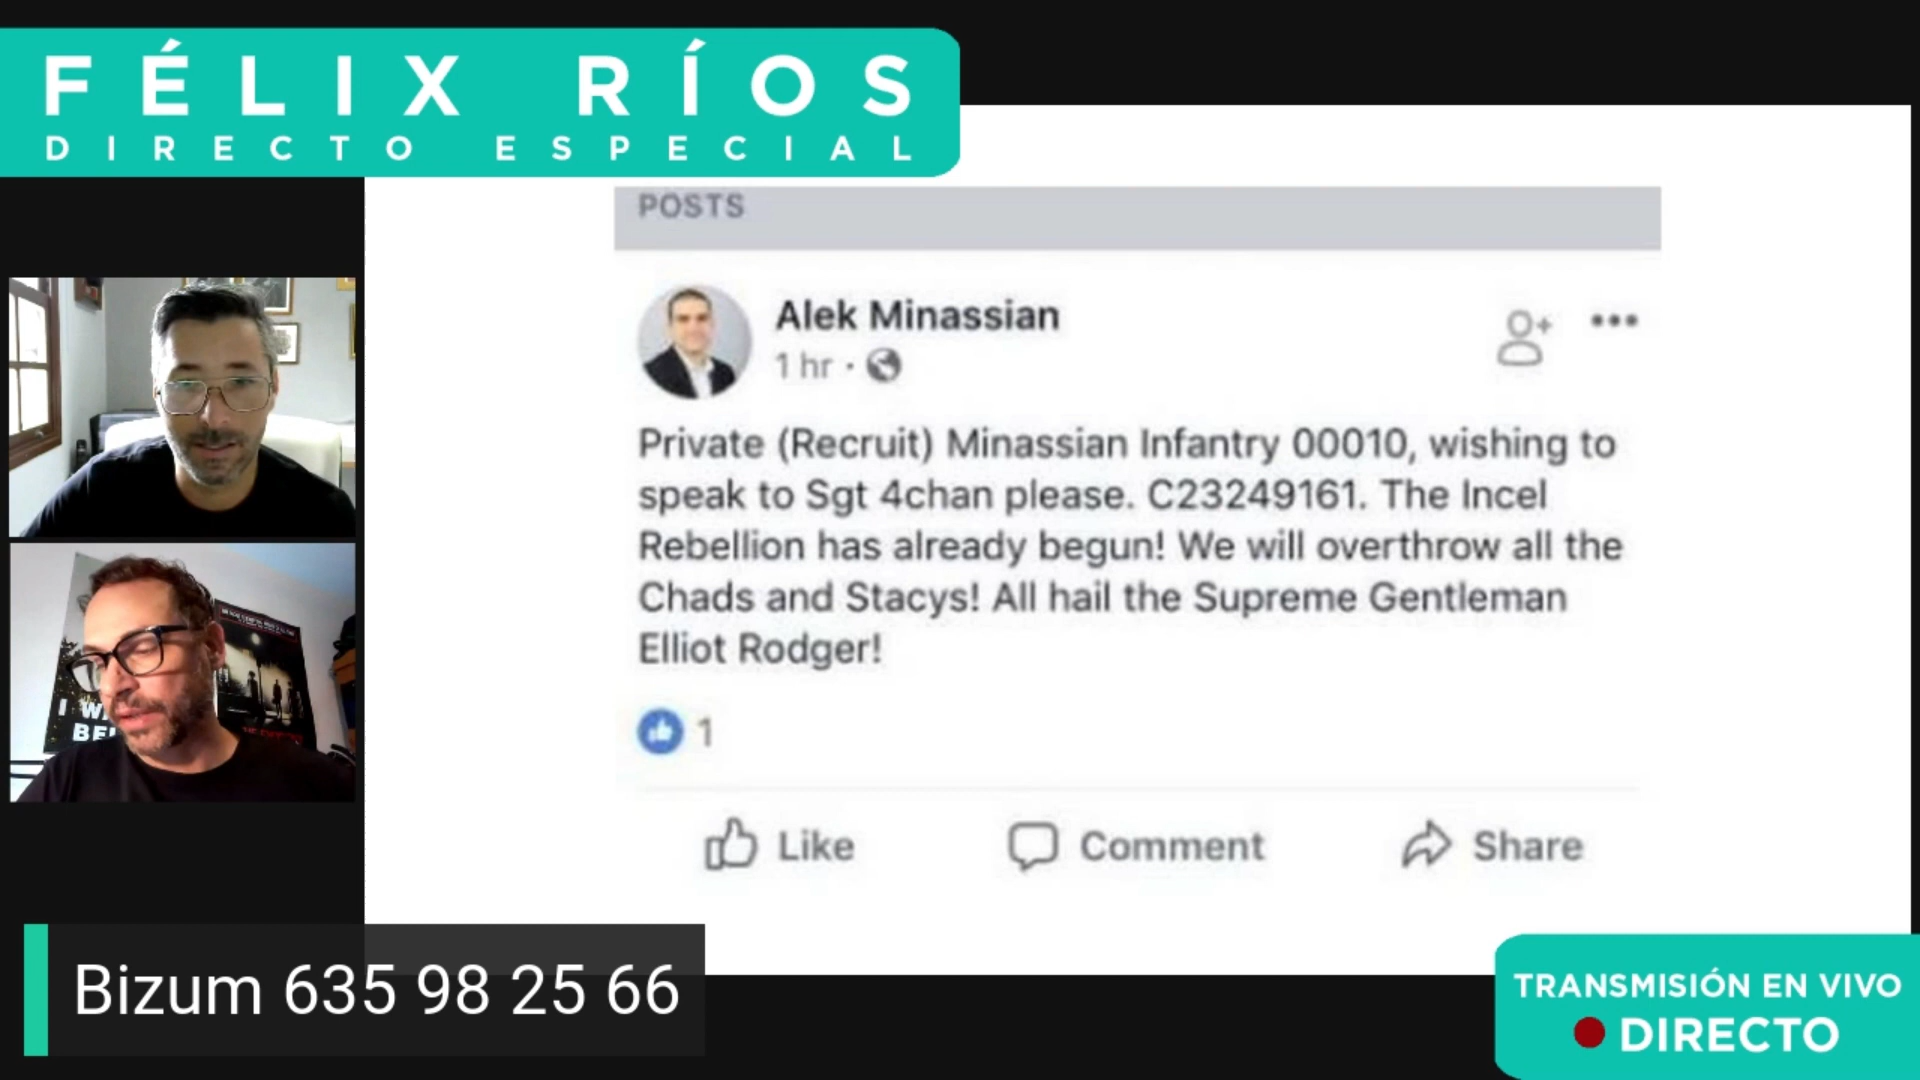 FÉLIX RÍOS
DIRECTO ESPECIAL
POSTS
Alek Minassian
1 hr ·
Private (Recruit) Minassian Infantry 00010, wishing to
speak to Sgt 4chan please. C23249161. The Incel
Rebellion has already begun! We will overthrow all the
Chads and Stacys! All hail the Supreme Gentleman
Elliot Rodger!
1
Like
Comment
Share
I W
BE
Bizum 635 98 25 66
TRANSMISIÓN EN VIVO
DIRECTO